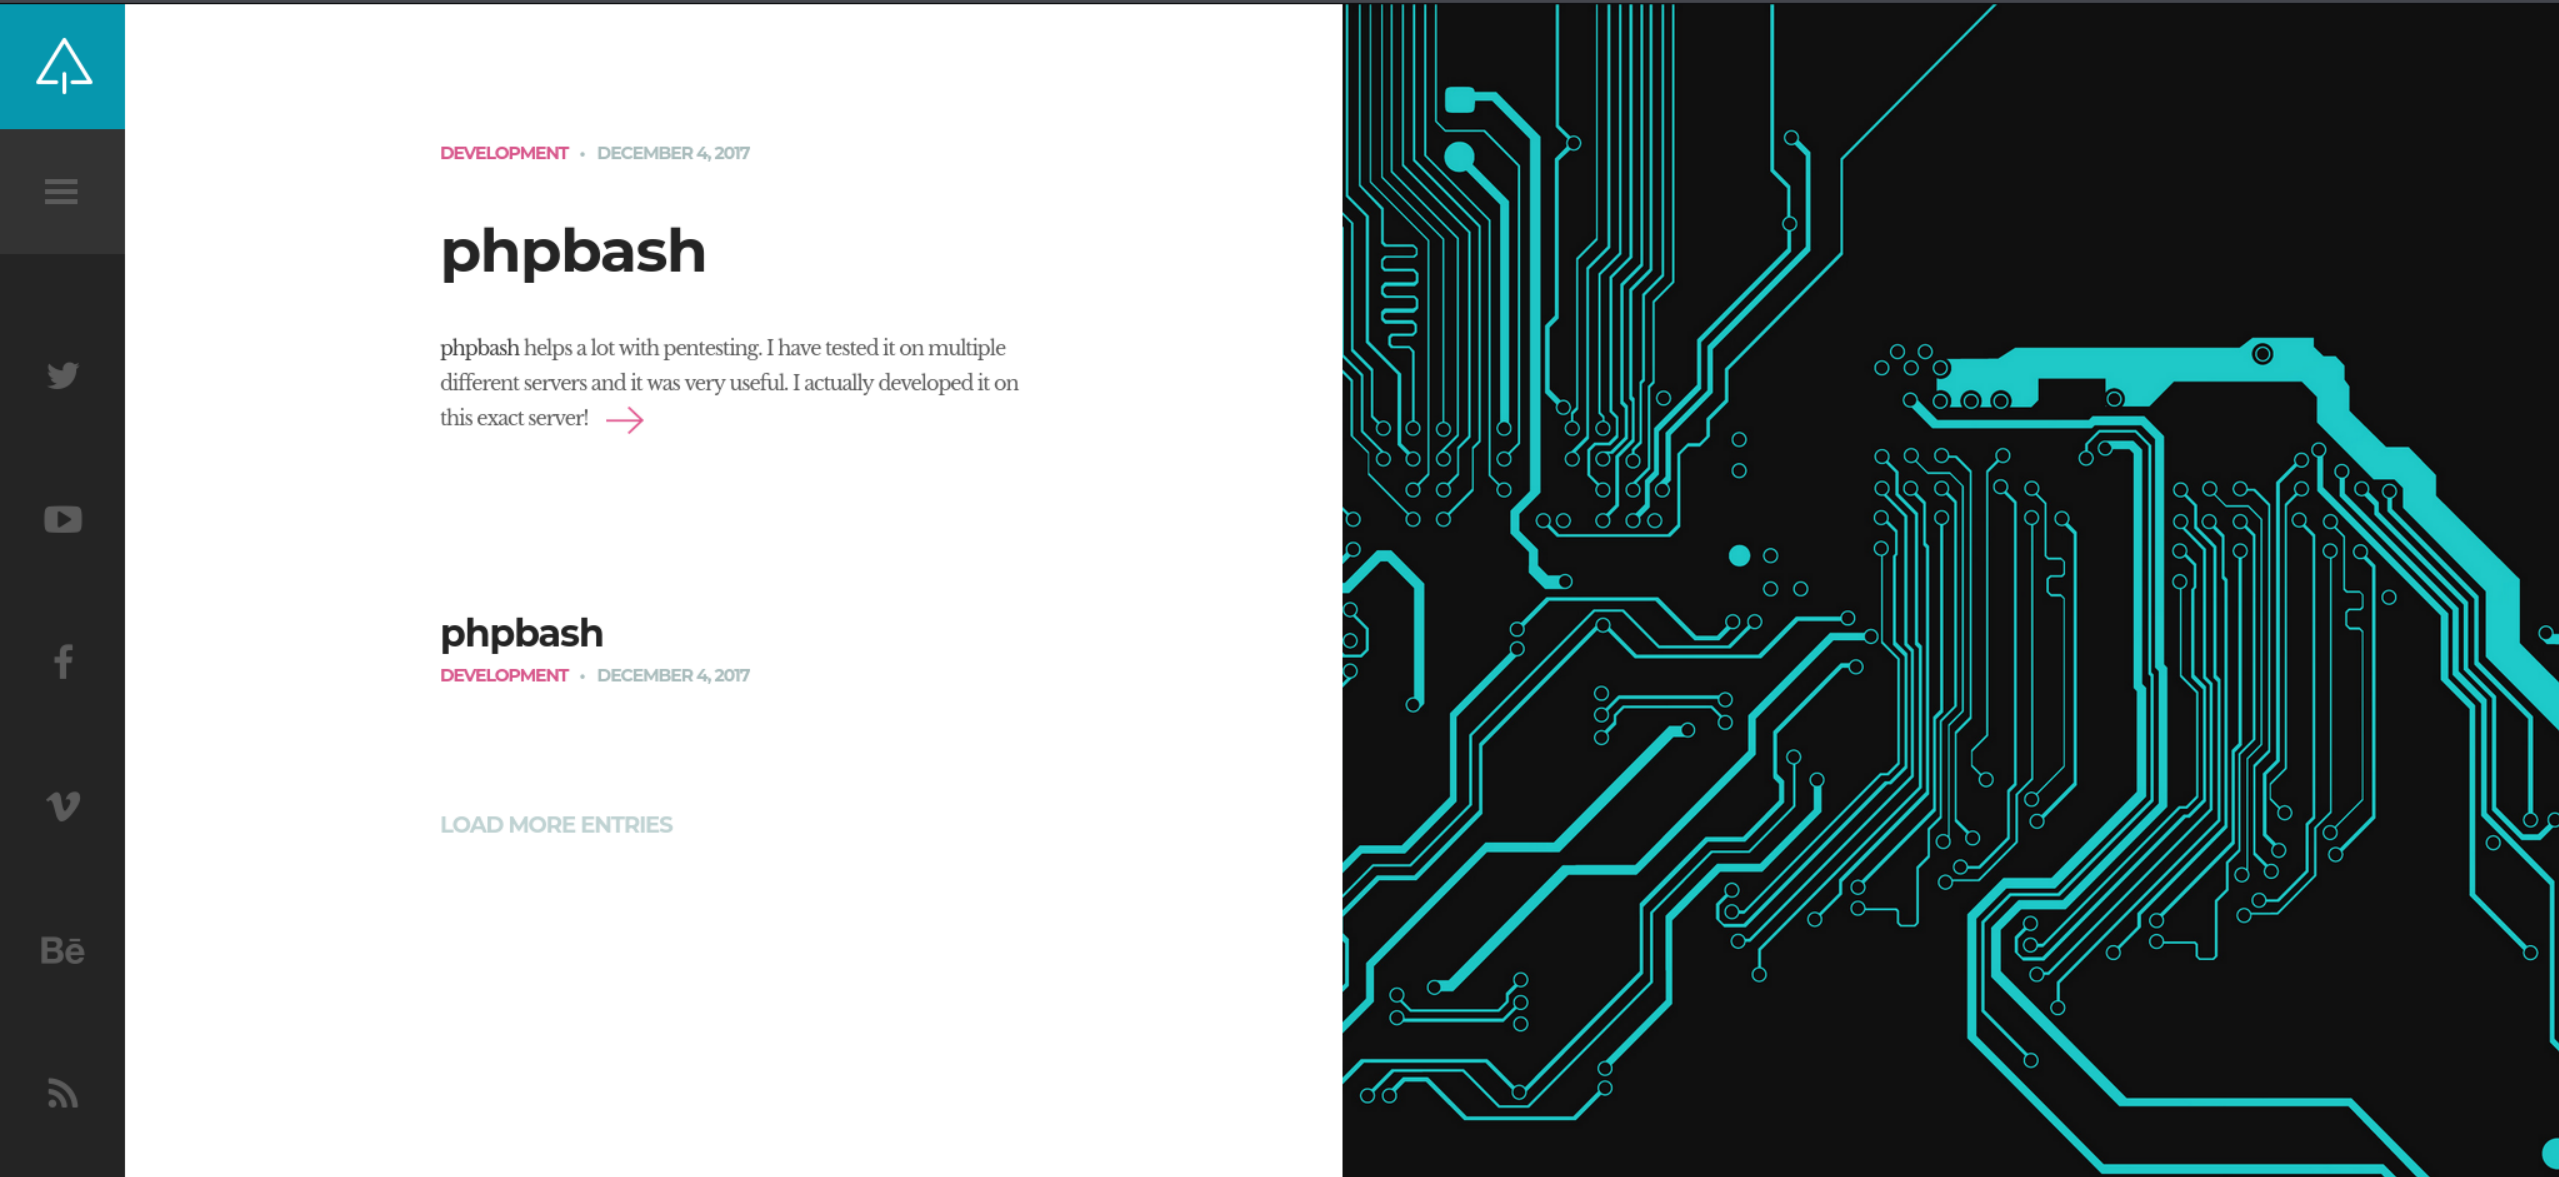 DEVELOPMENT • DECEMBER 4, 2017
phpbash
phpbash helps a lot with pentesting. I have tested it on multiple
different servers and it was very useful. I actually developed it on
this exact server!
phpbash
DEVELOPMENT • DECEMBER 4, 2017
LOAD MORE ENTRIES
Bē